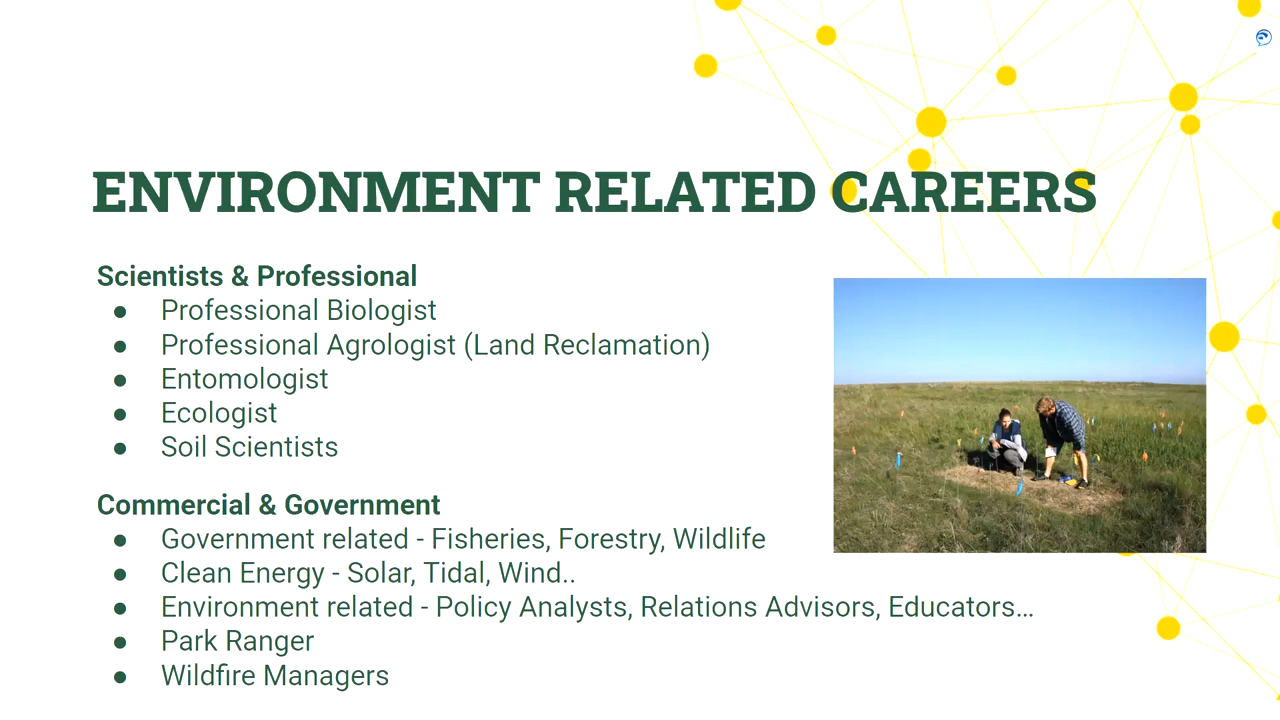 ENVIRONMENT RELATED CAREERS
Scientists & Professional
● Professional Biologist
● Professional Agrologist (Land Reclamation)
● Entomologist
● Ecologist
● Soil Scientists
Commercial & Government
● Government related - Fisheries, Forestry, Wildlife
● Clean Energy - Solar, Tidal, Wind..
● Environment related - Policy Analysts, Relations Advisors, Educators...
● Park Ranger
● Wildfire Managers